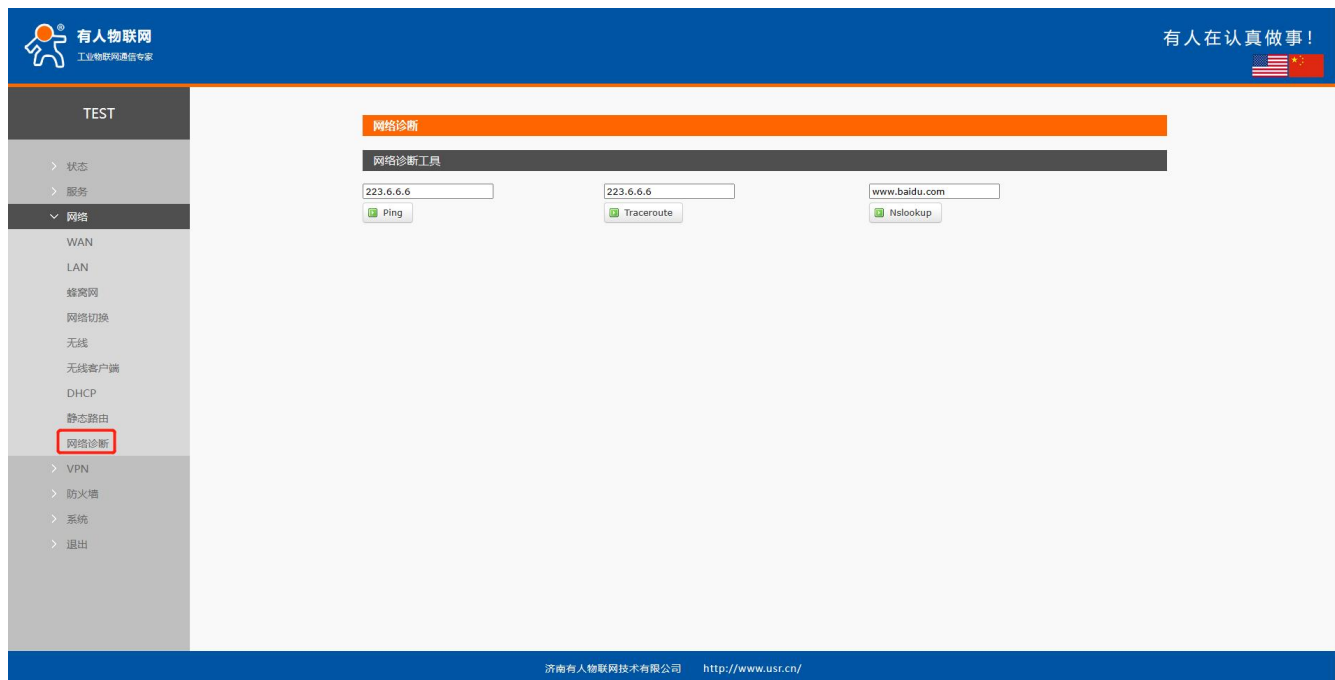 有人物联网
工业物联网通信专家
有人在认真做事!
TEST
状态
服务
网络
WAN
LAN
蜂窝网
网络切换
无线
无线客户端
DHCP
静态路由
网络诊断
VPN
防火墙
系统
退出
网络诊断
网络诊断工具
223.6.6.6 223.6.6.6 www.baidu.com
Ping Traceroute Nslookup
济南有人物联网技术有限公司 http://www.usr.cn/